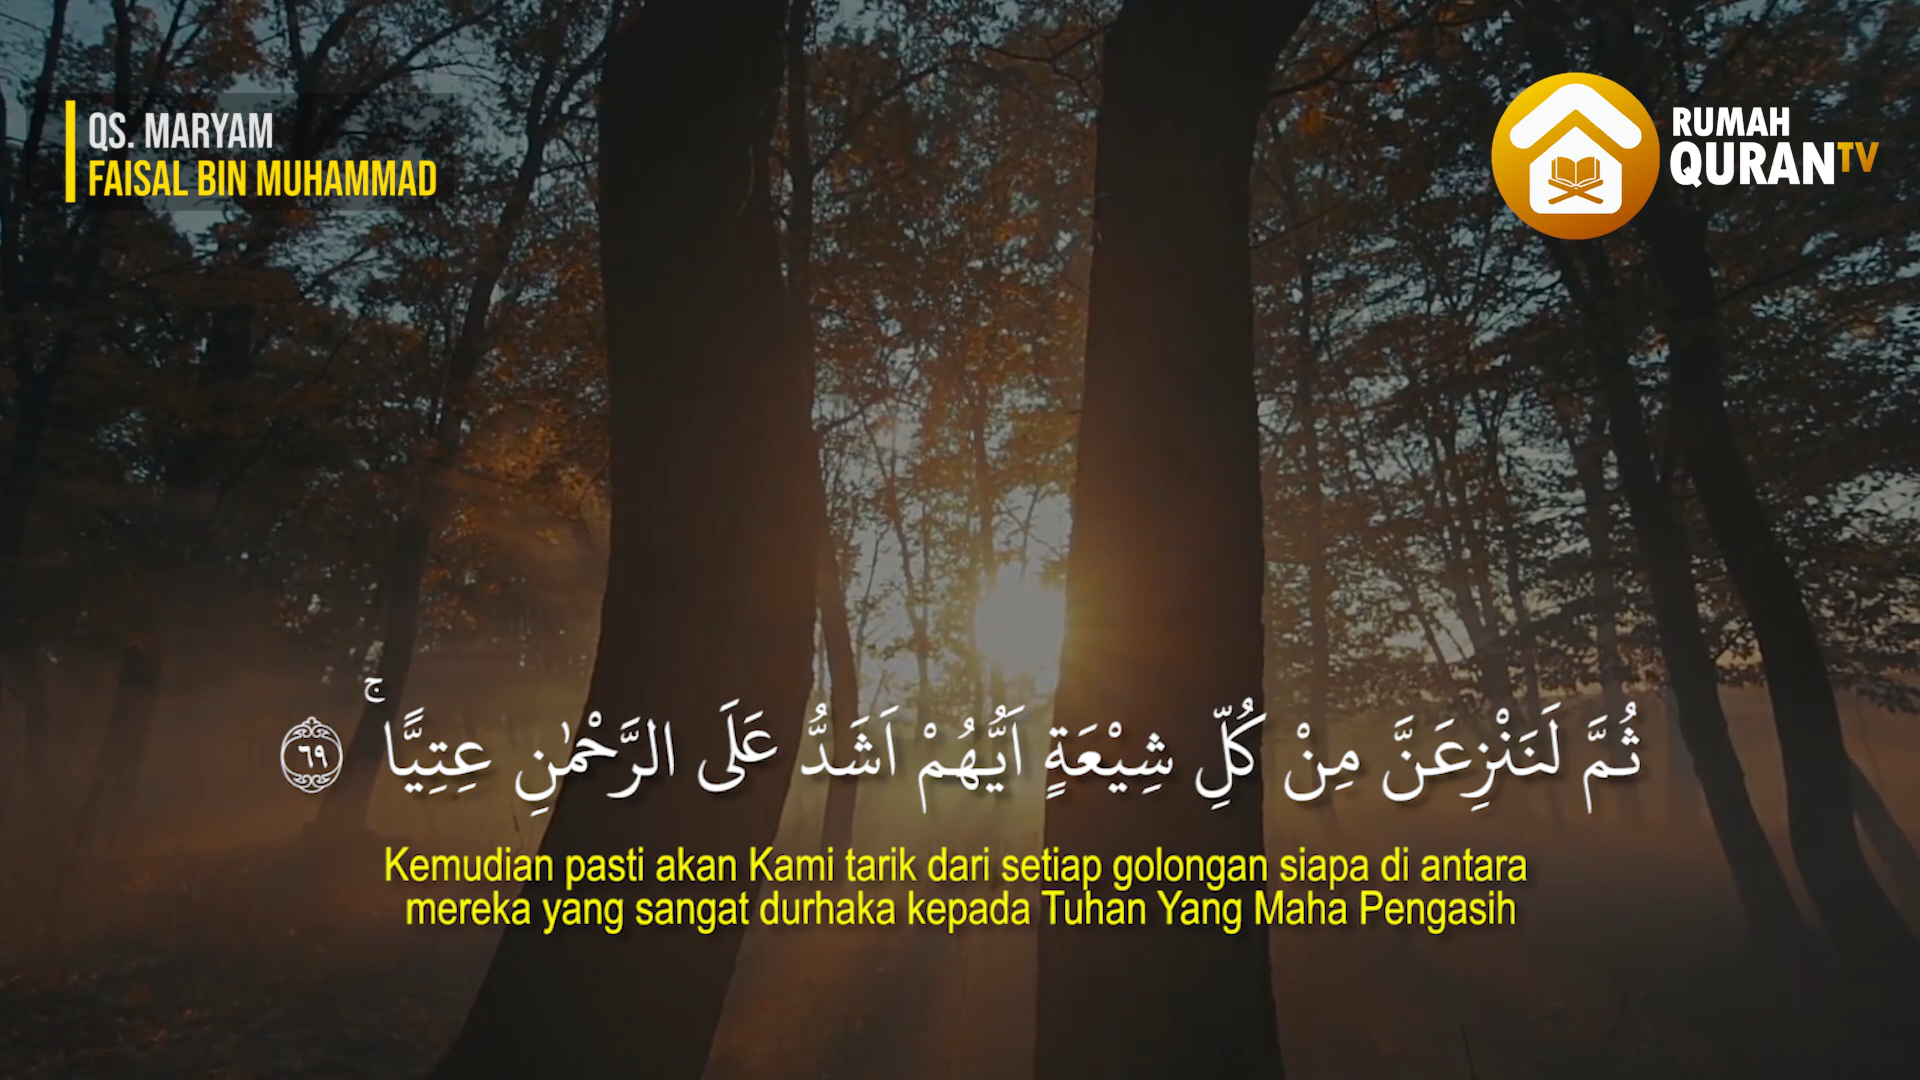 QS. MARYAM
FAISAL BIN MUHAMMAD
RUMAH
QURANTV
ثُمَّ لَنَنْزِعَنَّ مِنْ كُلِّ شِيْعَةٍ اَيُّهُمْ اَشَدُّ عَلَى الرَّحْمٰنِ عِتِيًّاۚ ٦٩
Kemudian pasti akan Kami tarik dari setiap golongan siapa di antara
mereka yang sangat durhaka kepada Tuhan Yang Maha Pengasih